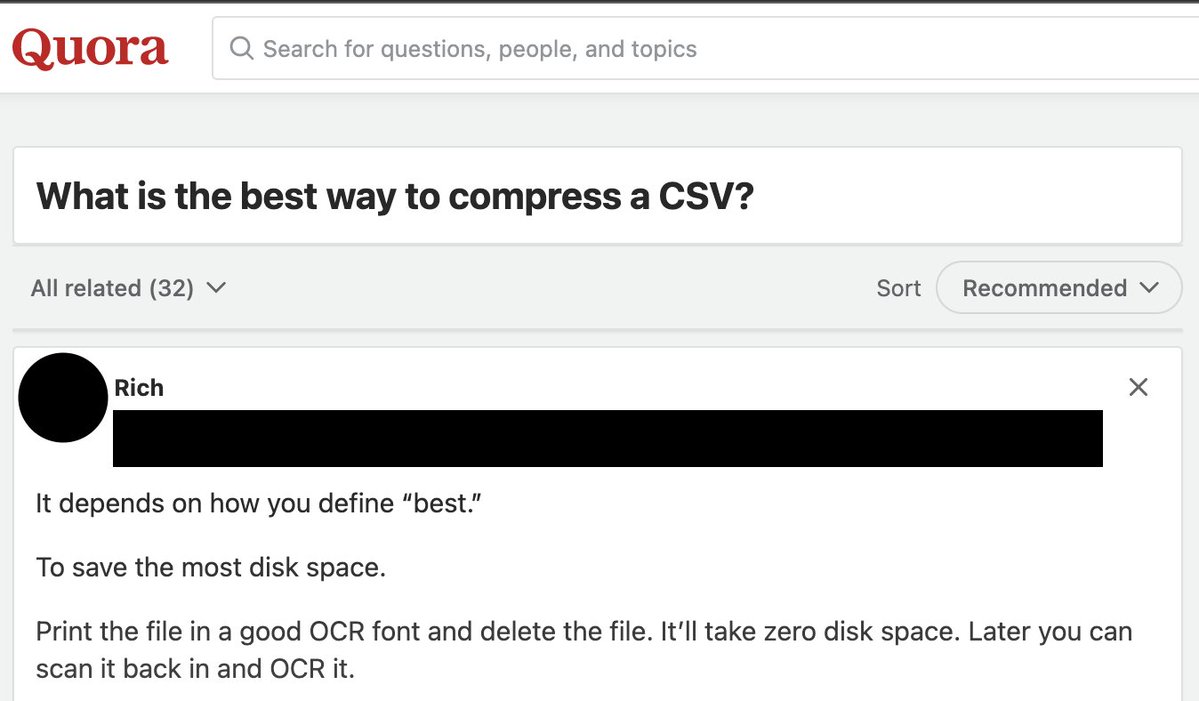 Quora
Search for questions, people, and topics
What is the best way to compress a CSV?
All related (32)
Sort
Recommended
Rich
It depends on how you define “best.”
To save the most disk space.
Print the file in a good OCR font and delete the file. It’ll take zero disk space. Later you can
scan it back in and OCR it.